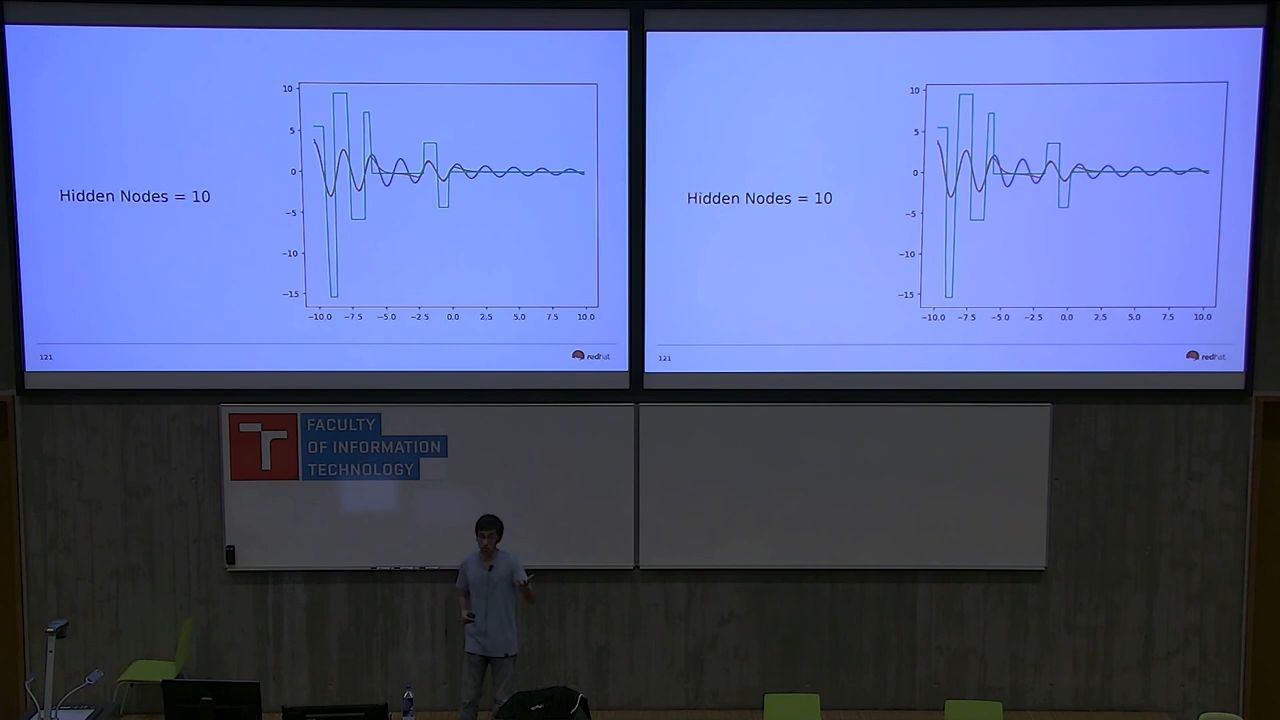 Hidden Nodes = 10
10
5
0
−5
−10
−15
−10.0 −7.5 −5.0 −2.5 0.0 2.5 5.0 7.5 10.0
121
redhat
Hidden Nodes = 10
10
5
0
−5
−10
−15
−10.0 −7.5 −5.0 −2.5 0.0 2.5 5.0 7.5 10.0
121
redhat
FACULTY
OF INFORMATION
TECHNOLOGY